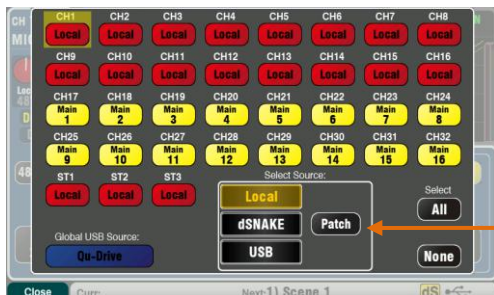 CH1 CH2 CH3 CH4 CH5 CH6 CH7 CH8
Local Local Local Local Local Local Local Local
CH9 CH10 CH11 CH12 CH13 CH14 CH15 CH16
Local Local Local Local Local Local Local Local
CH17 CH18 CH19 CH20 CH21 CH22 CH23 CH24
Main 1 Main 2 Main 3 Main 4 Main 5 Main 6 Main 7 Main 8
CH25 CH26 CH27 CH28 CH29 CH30 CH31 CH32
Main 9 Main 10 Main 11 Main 12 Main 13 Main 14 Main 15 Main 16
ST1 ST2 ST3 Select Source:
Local Local Local Local
Select
All
dSNAKE Patch
Global USB Source:
Qu-Drive USB None
Close Curr: Next:1) Scene 1 dS